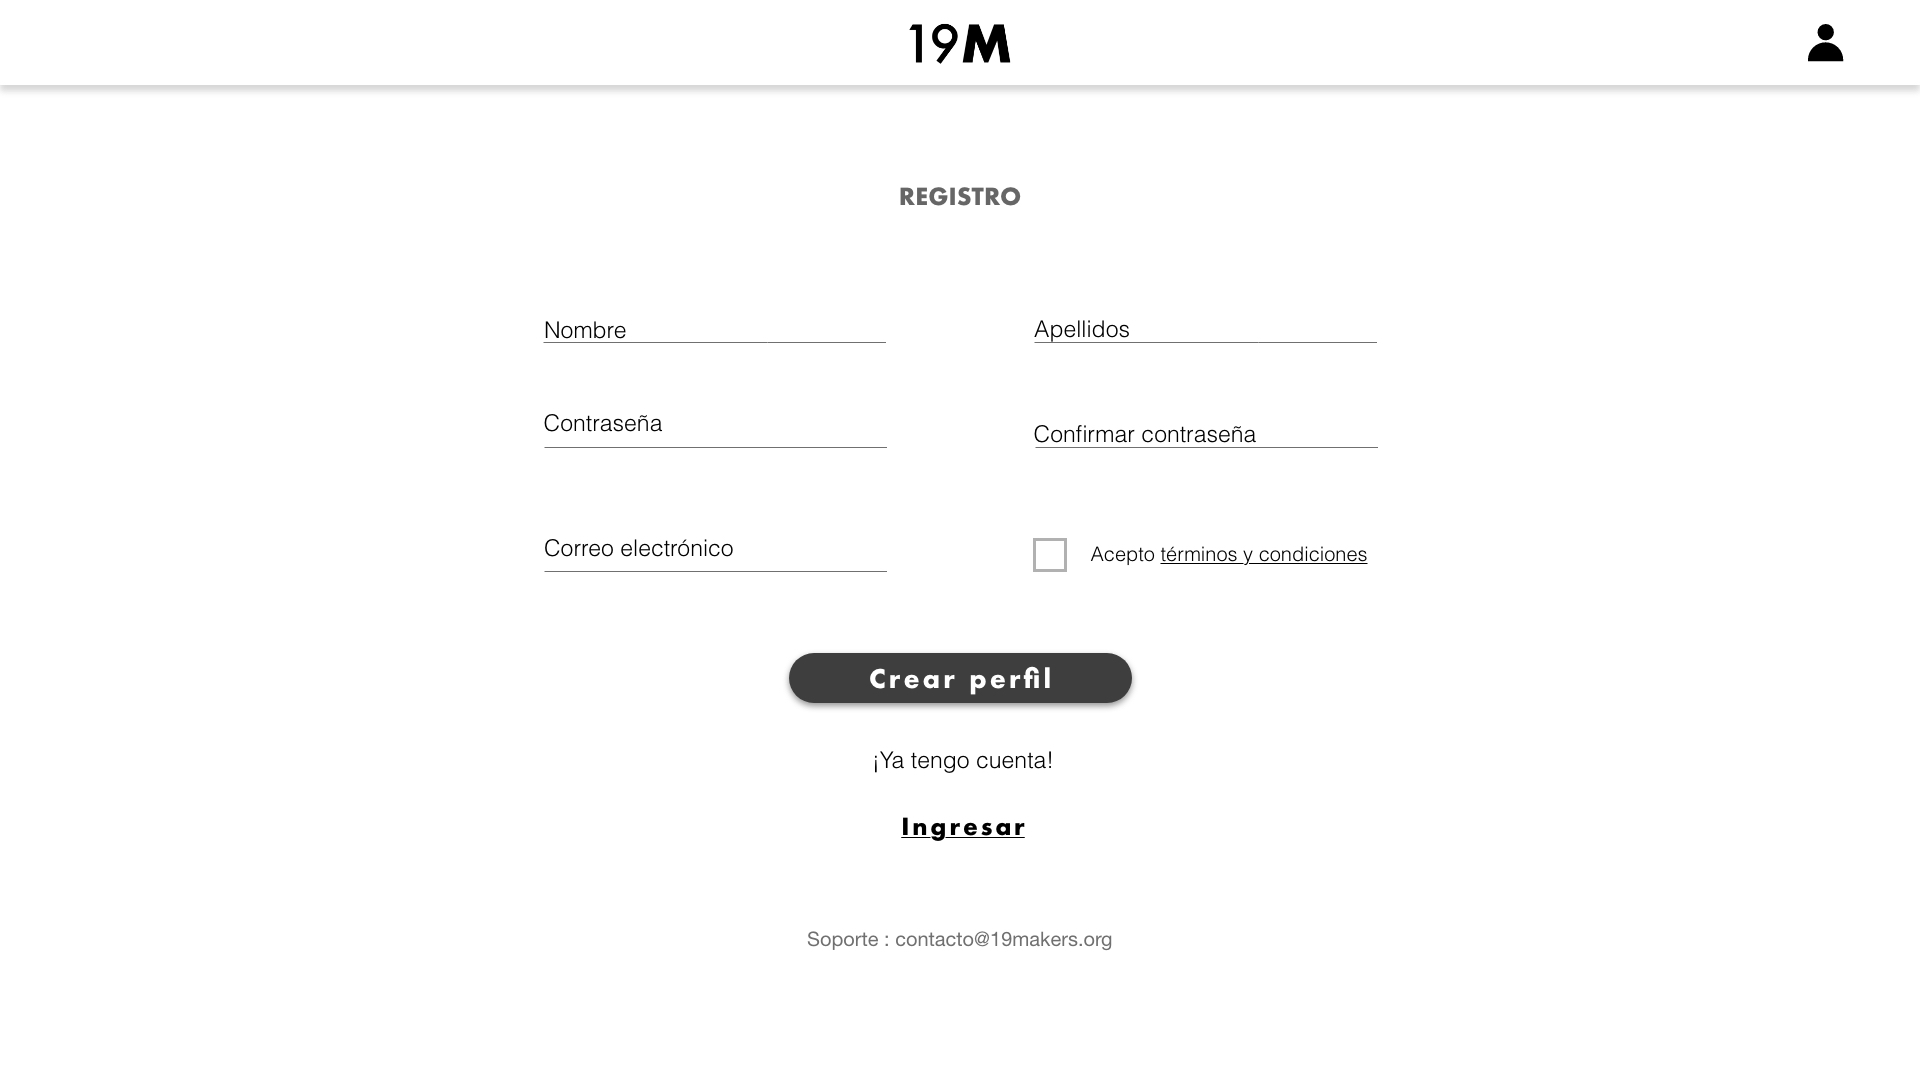 19M
REGISTRO
Nombre
Apellidos
Contraseña
Confirmar contraseña
Correo electrónico
Acepto términos y condiciones
Crear perfil
¡Ya tengo cuenta!
Ingresar
Soporte : contacto@19makers.org